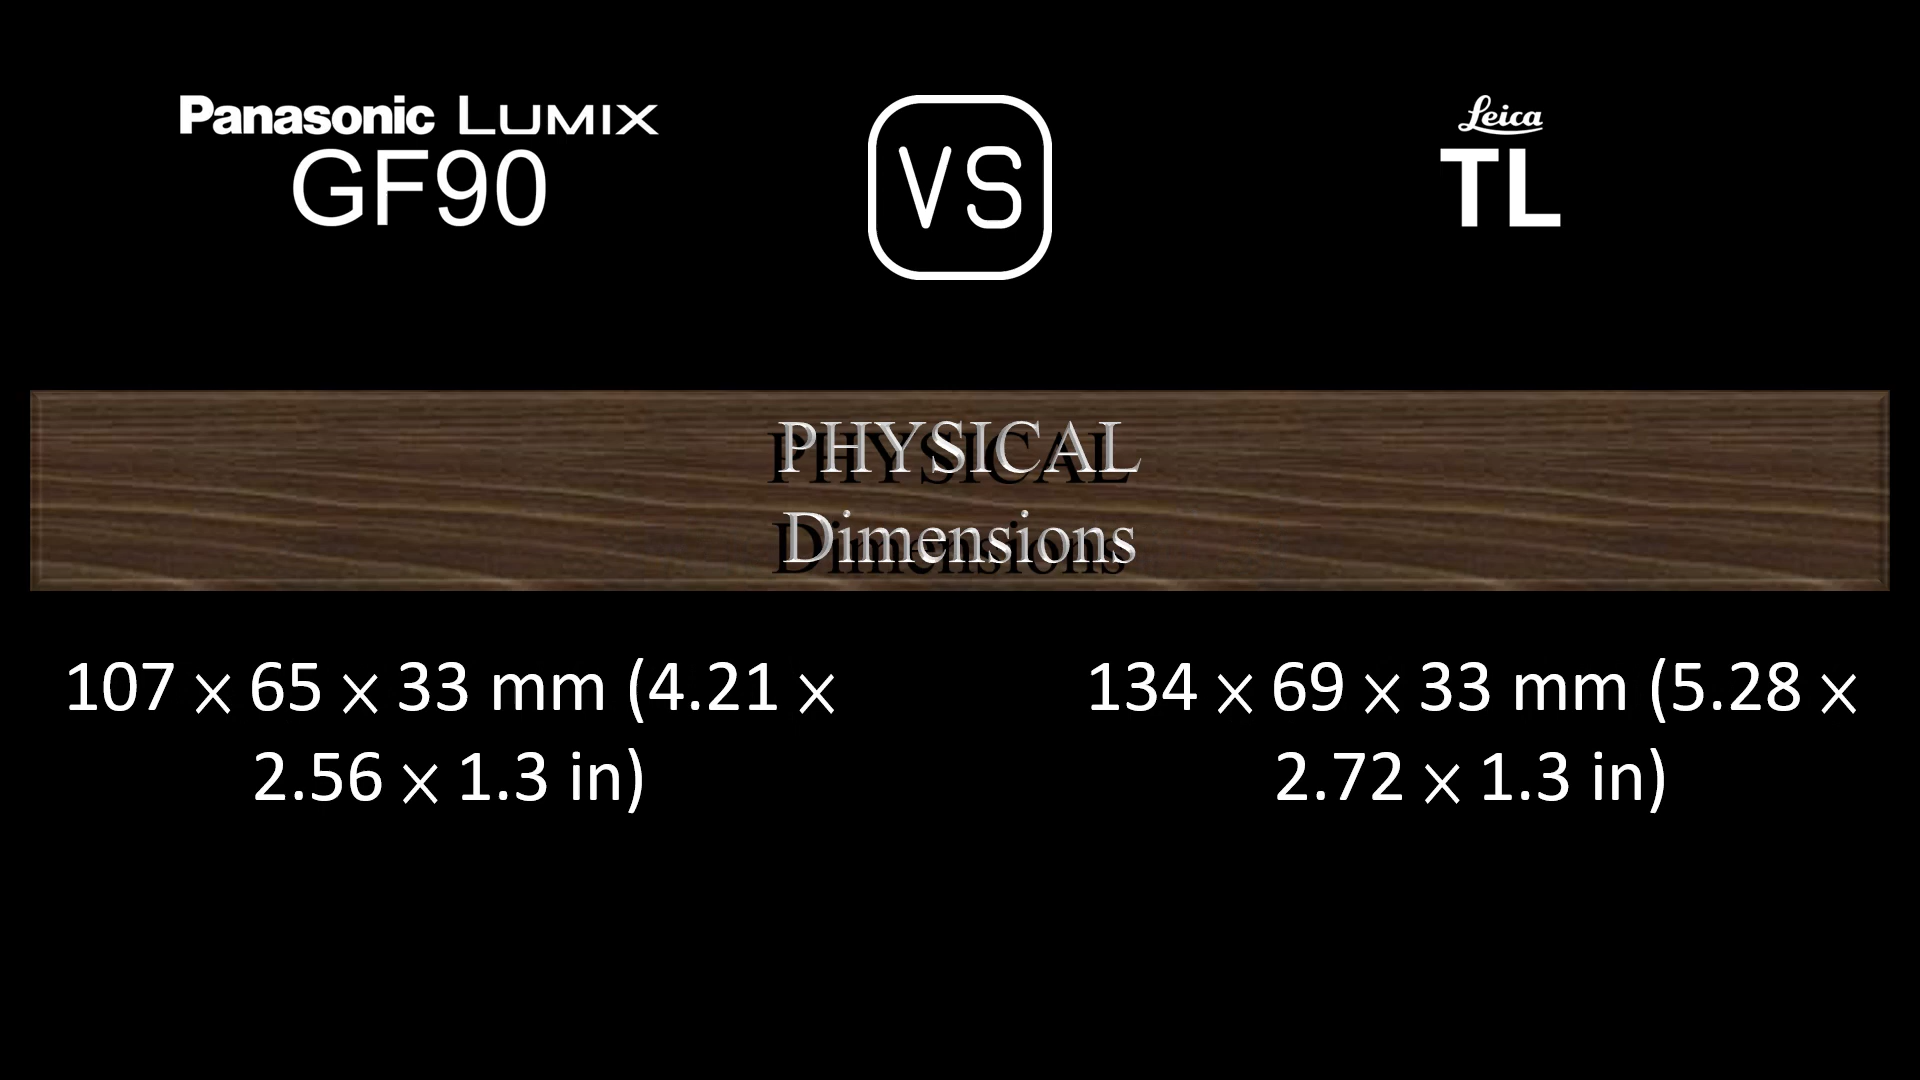 Panasonic LUMIX
GF90
VS
Leica
TL
PHYSICAL
Dimensions
107 x 65 x 33 mm (4.21 x
2.56 x 1.3 in)
134 x 69 x 33 mm (5.28 x
2.72 x 1.3 in)